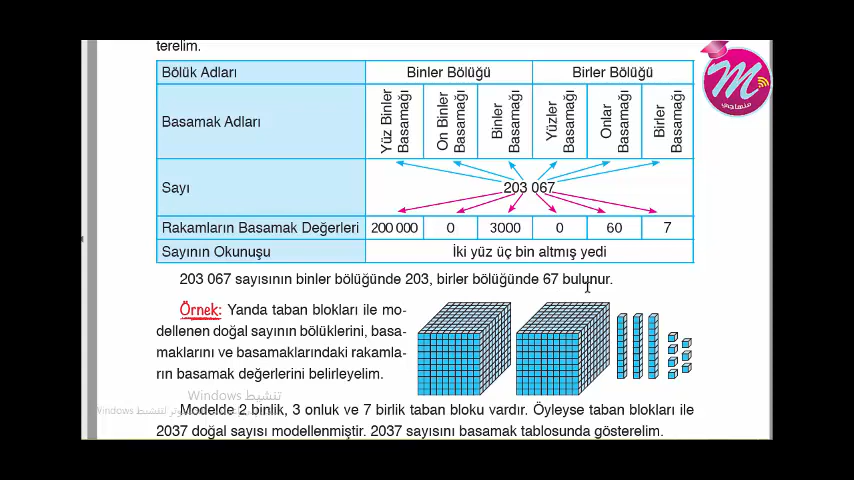 terelim.
Bölük Adları Binler Bölüğü Birler Bölüğü
Basamak Adları Yüz Binler Basamağı On Binler Basamağı Binler Basamağı Yüzler Basamağı Onlar Basamağı Birler Basamağı
Sayı 203 067
Rakamların Basamak Değerleri 200 000 0 3000 0 60 7
Sayının Okunuşu İki yüz üç bin altmış yedi
203 067 sayısının binler bölüğünde 203, birler bölüğünde 67 bulunur.
Örnek: Yanda taban blokları ile mo-
dellenen doğal sayının bölüklerini, basa-
maklarını ve basamaklarındaki rakamla-
rın basamak değerlerini belirleyelim.
تنشيط Windows
Modelde 2 binlik, 3 onluk ve 7 birlik taban bloku vardır. Öyleyse taban blokları ile
لتنشيط Windows
2037 doğal sayısı modellenmiştir. 2037 sayısını basamak tablosunda gösterelim.
M
منهاجي